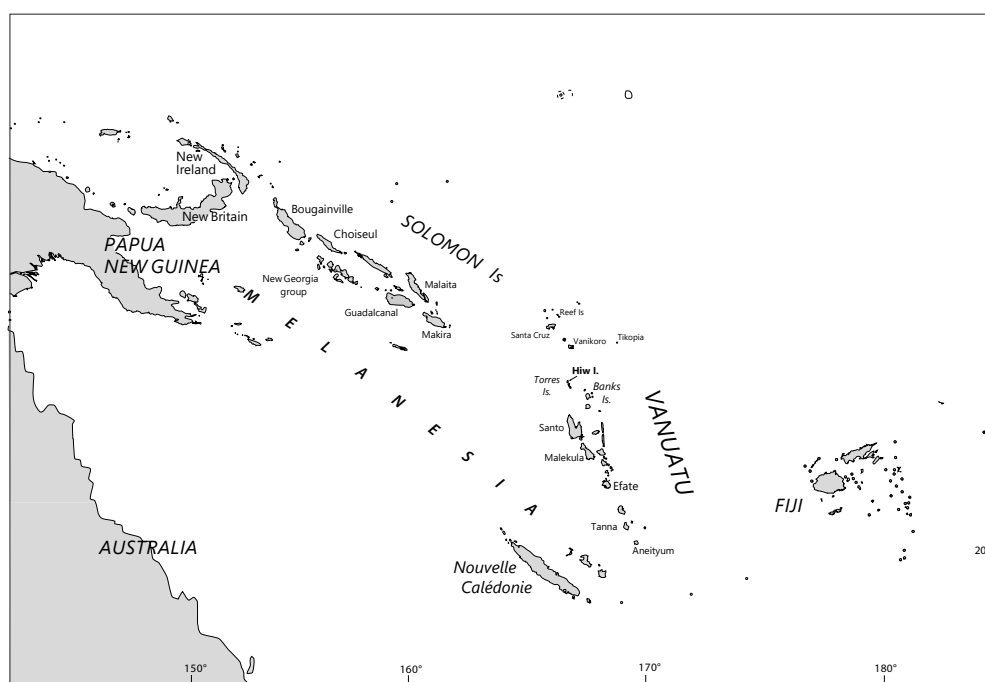 New
Ireland
New Britain
Bougainville
Choiseul
SOLOMON Is
PAPUA
NEW GUINEA
New Georgia
group
Malaita
Guadalcanal
Makira
MELANESIA
Reef Is
Santa Cruz
Vanikoro
Tikopia
Hiw I.
Torres
Is.
Banks
Is.
VANUATU
Santo
Malekula
Efate
FIJI
Tanna
Aneityum
AUSTRALIA
Nouvelle
Calédonie
20
150°
160°
170°
180°